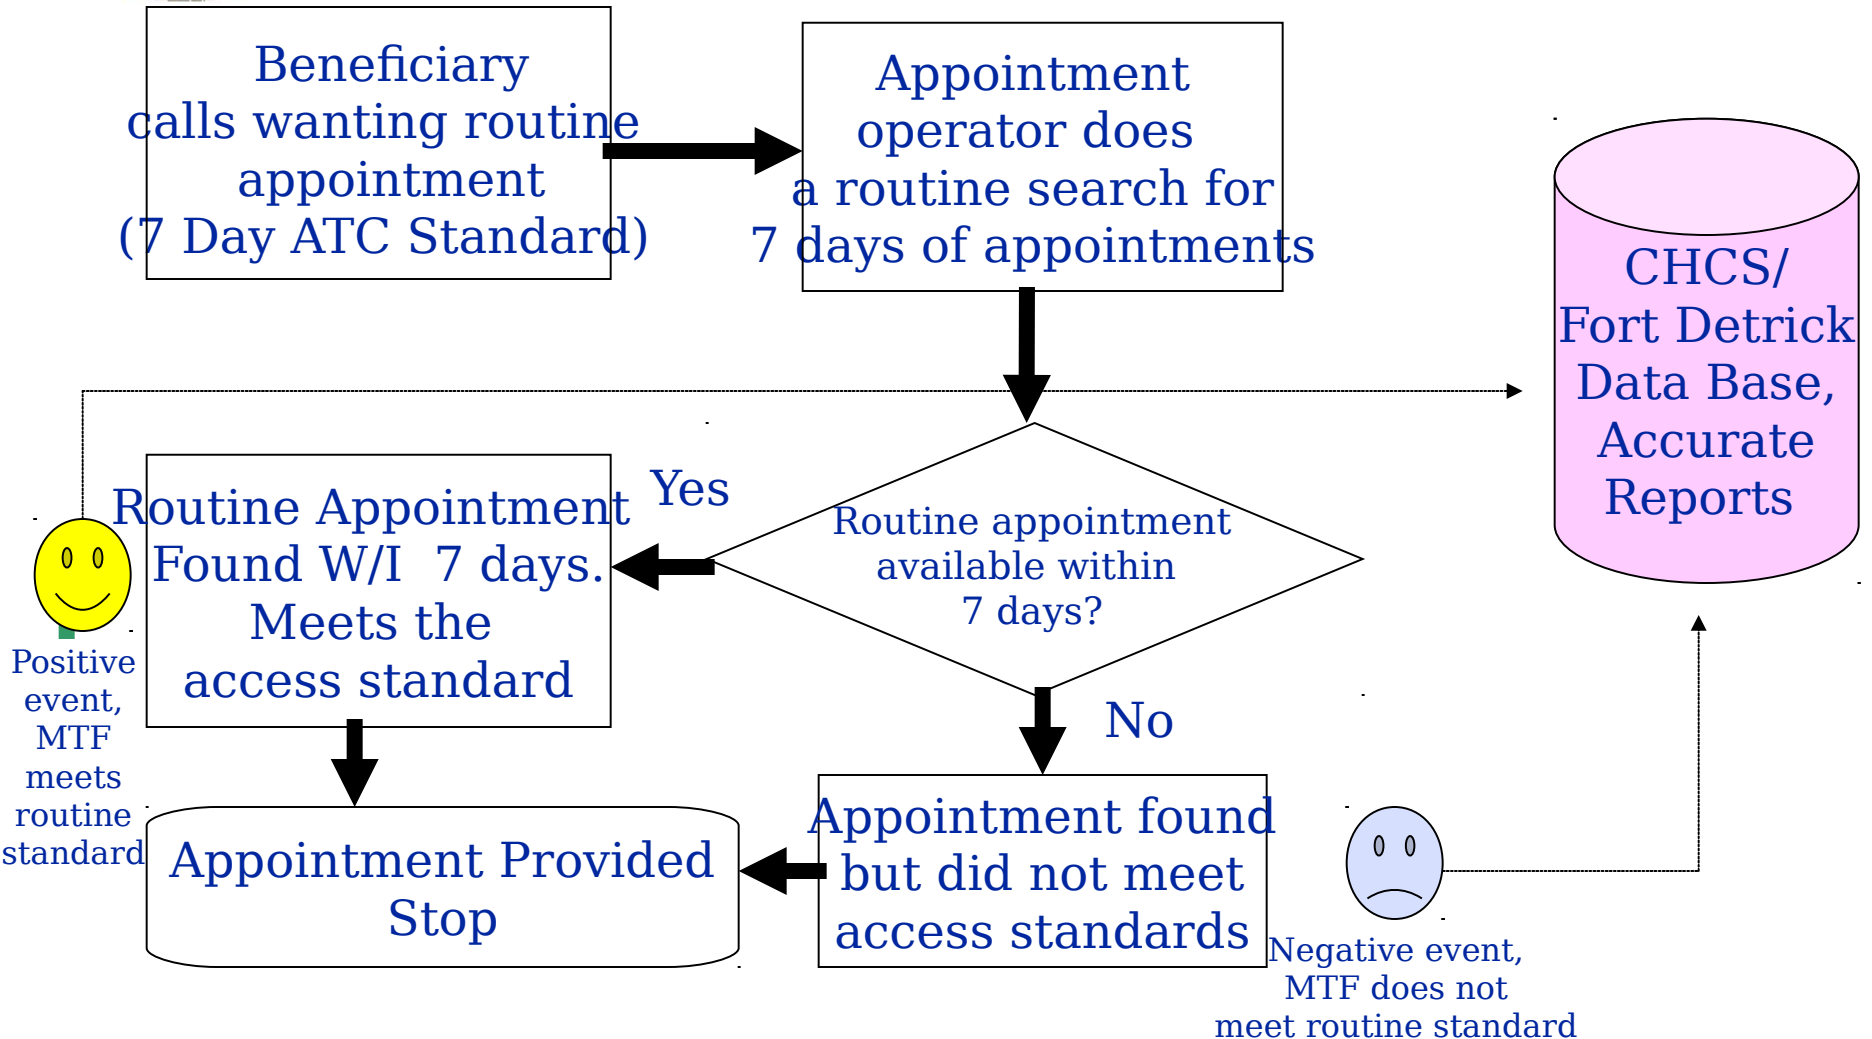 Beneficiary
calls wanting routine
appointment
(7 Day ATC Standard)
Appointment
operator does
a routine search for
7 days of appointments
CHCS/
Fort Detrick
Data Base,
Accurate
Reports
Yes
Routine Appointment
Found W/I 7 days.
Meets the
access standard
Routine appointment
available within
7 days?
Positive
event,
MTF
meets
routine
standard
No
Appointment Provided
Stop
Appointment found
but did not meet
access standards
Negative event,
MTF does not
meet routine standard